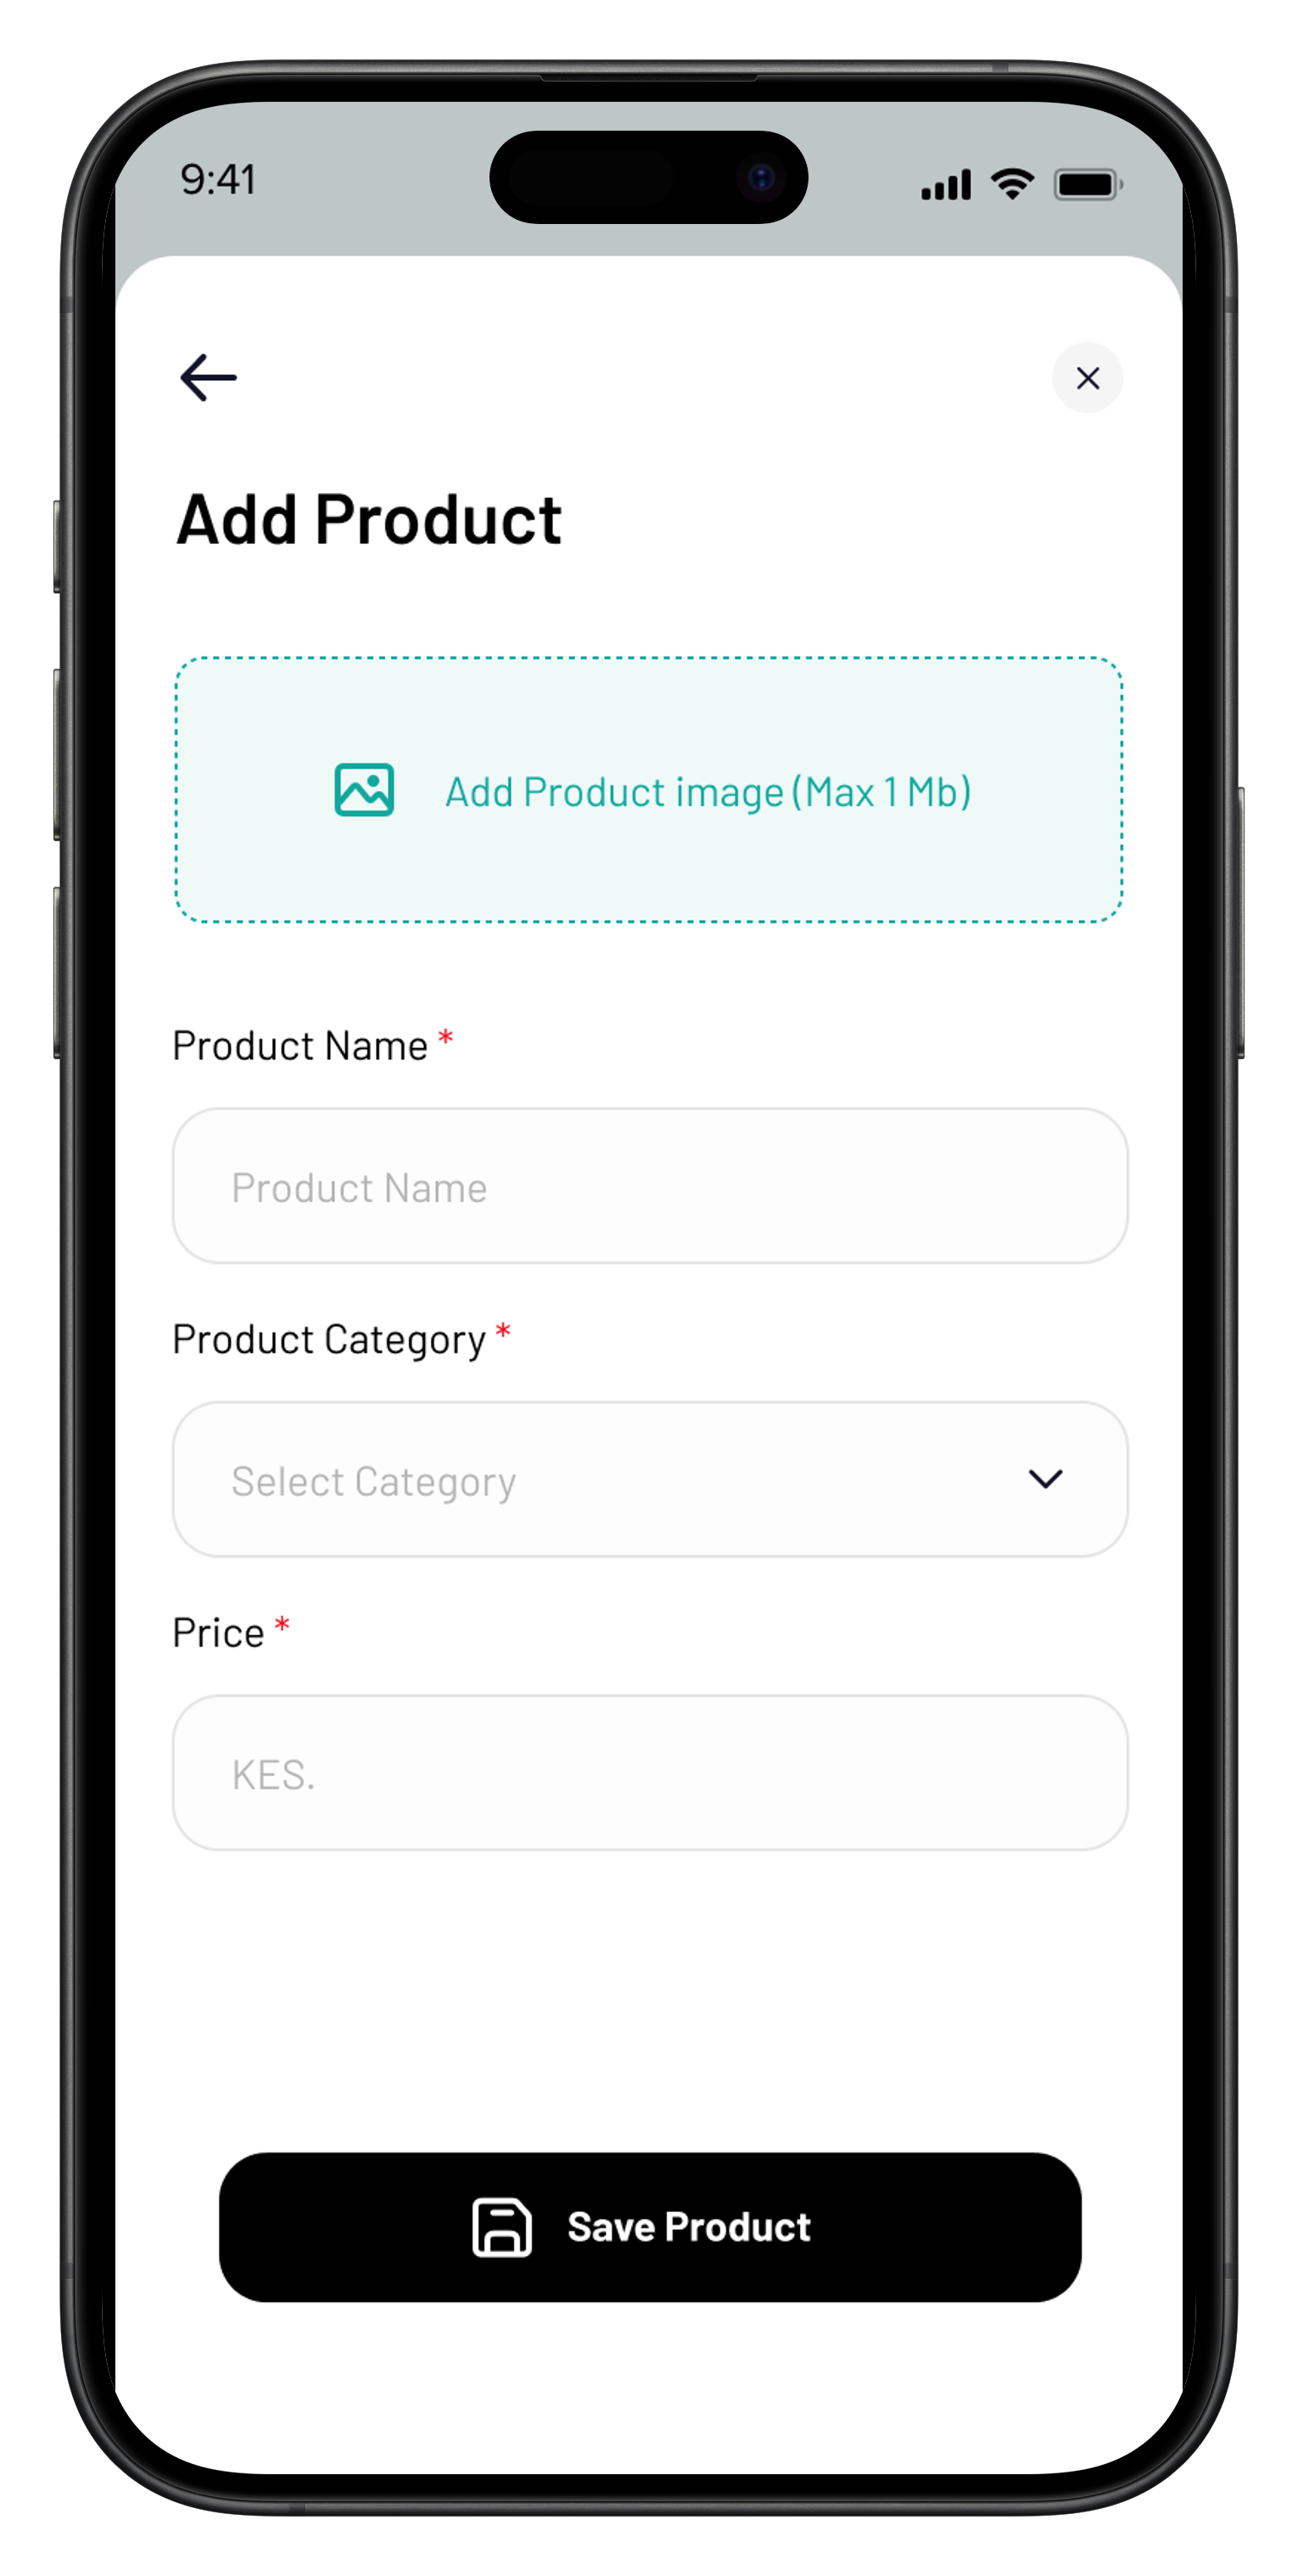 9:41
Add Product
Add Product image (Max 1 Mb)
Product Name *
Product Name
Product Category *
Select Category
Price *
KES.
Save Product